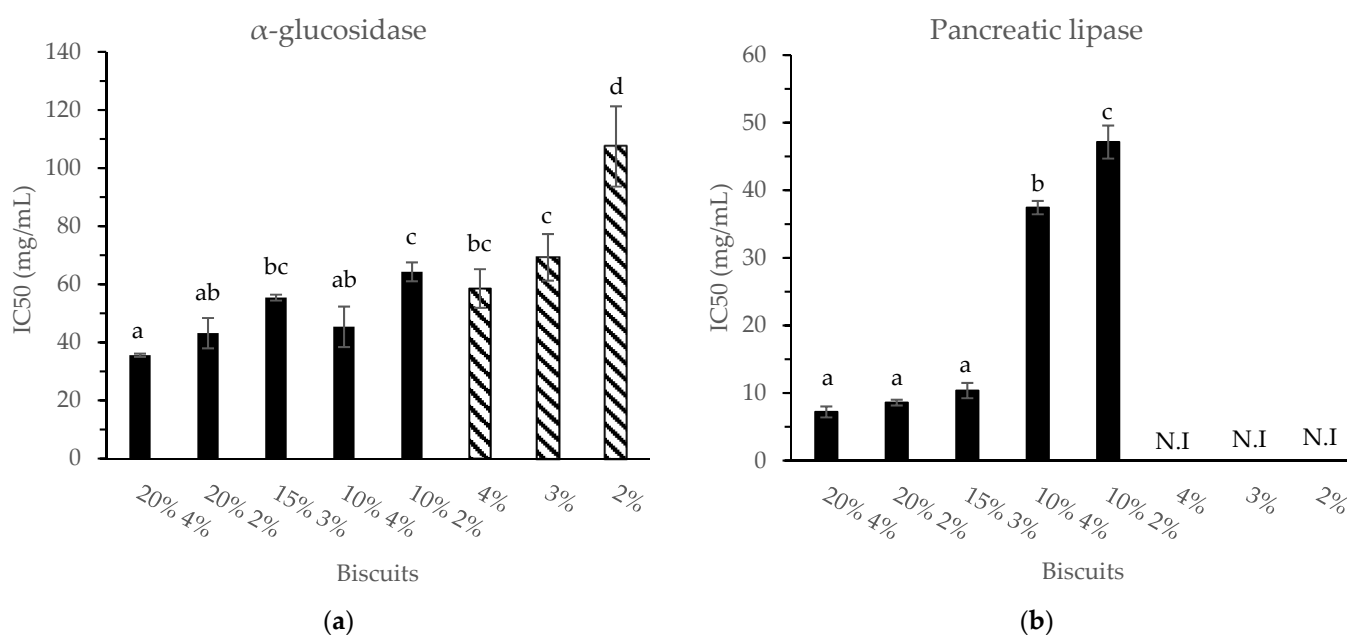 α-glucosidase
IC50 (mg/mL)
140
120
100
80
60
40
20
0
a
ab
bc
ab
c
bc
c
d
20% 4%
20% 2%
15% 3%
10% 4%
10% 2%
4%
3%
2%
Biscuits
(a)
Pancreatic lipase
IC50 (mg/mL)
60
50
40
30
20
10
0
a
a
a
b
c
N.I
N.I
N.I
20% 4%
20% 2%
15% 3%
10% 4%
10% 2%
4%
3%
2%
Biscuits
(b)